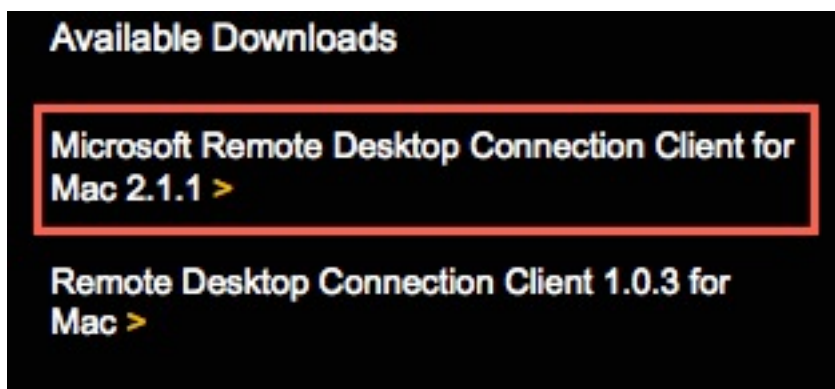 Available Downloads
Microsoft Remote Desktop Connection Client for
Mac 2.1.1 >
Remote Desktop Connection Client 1.0.3 for
Mac >